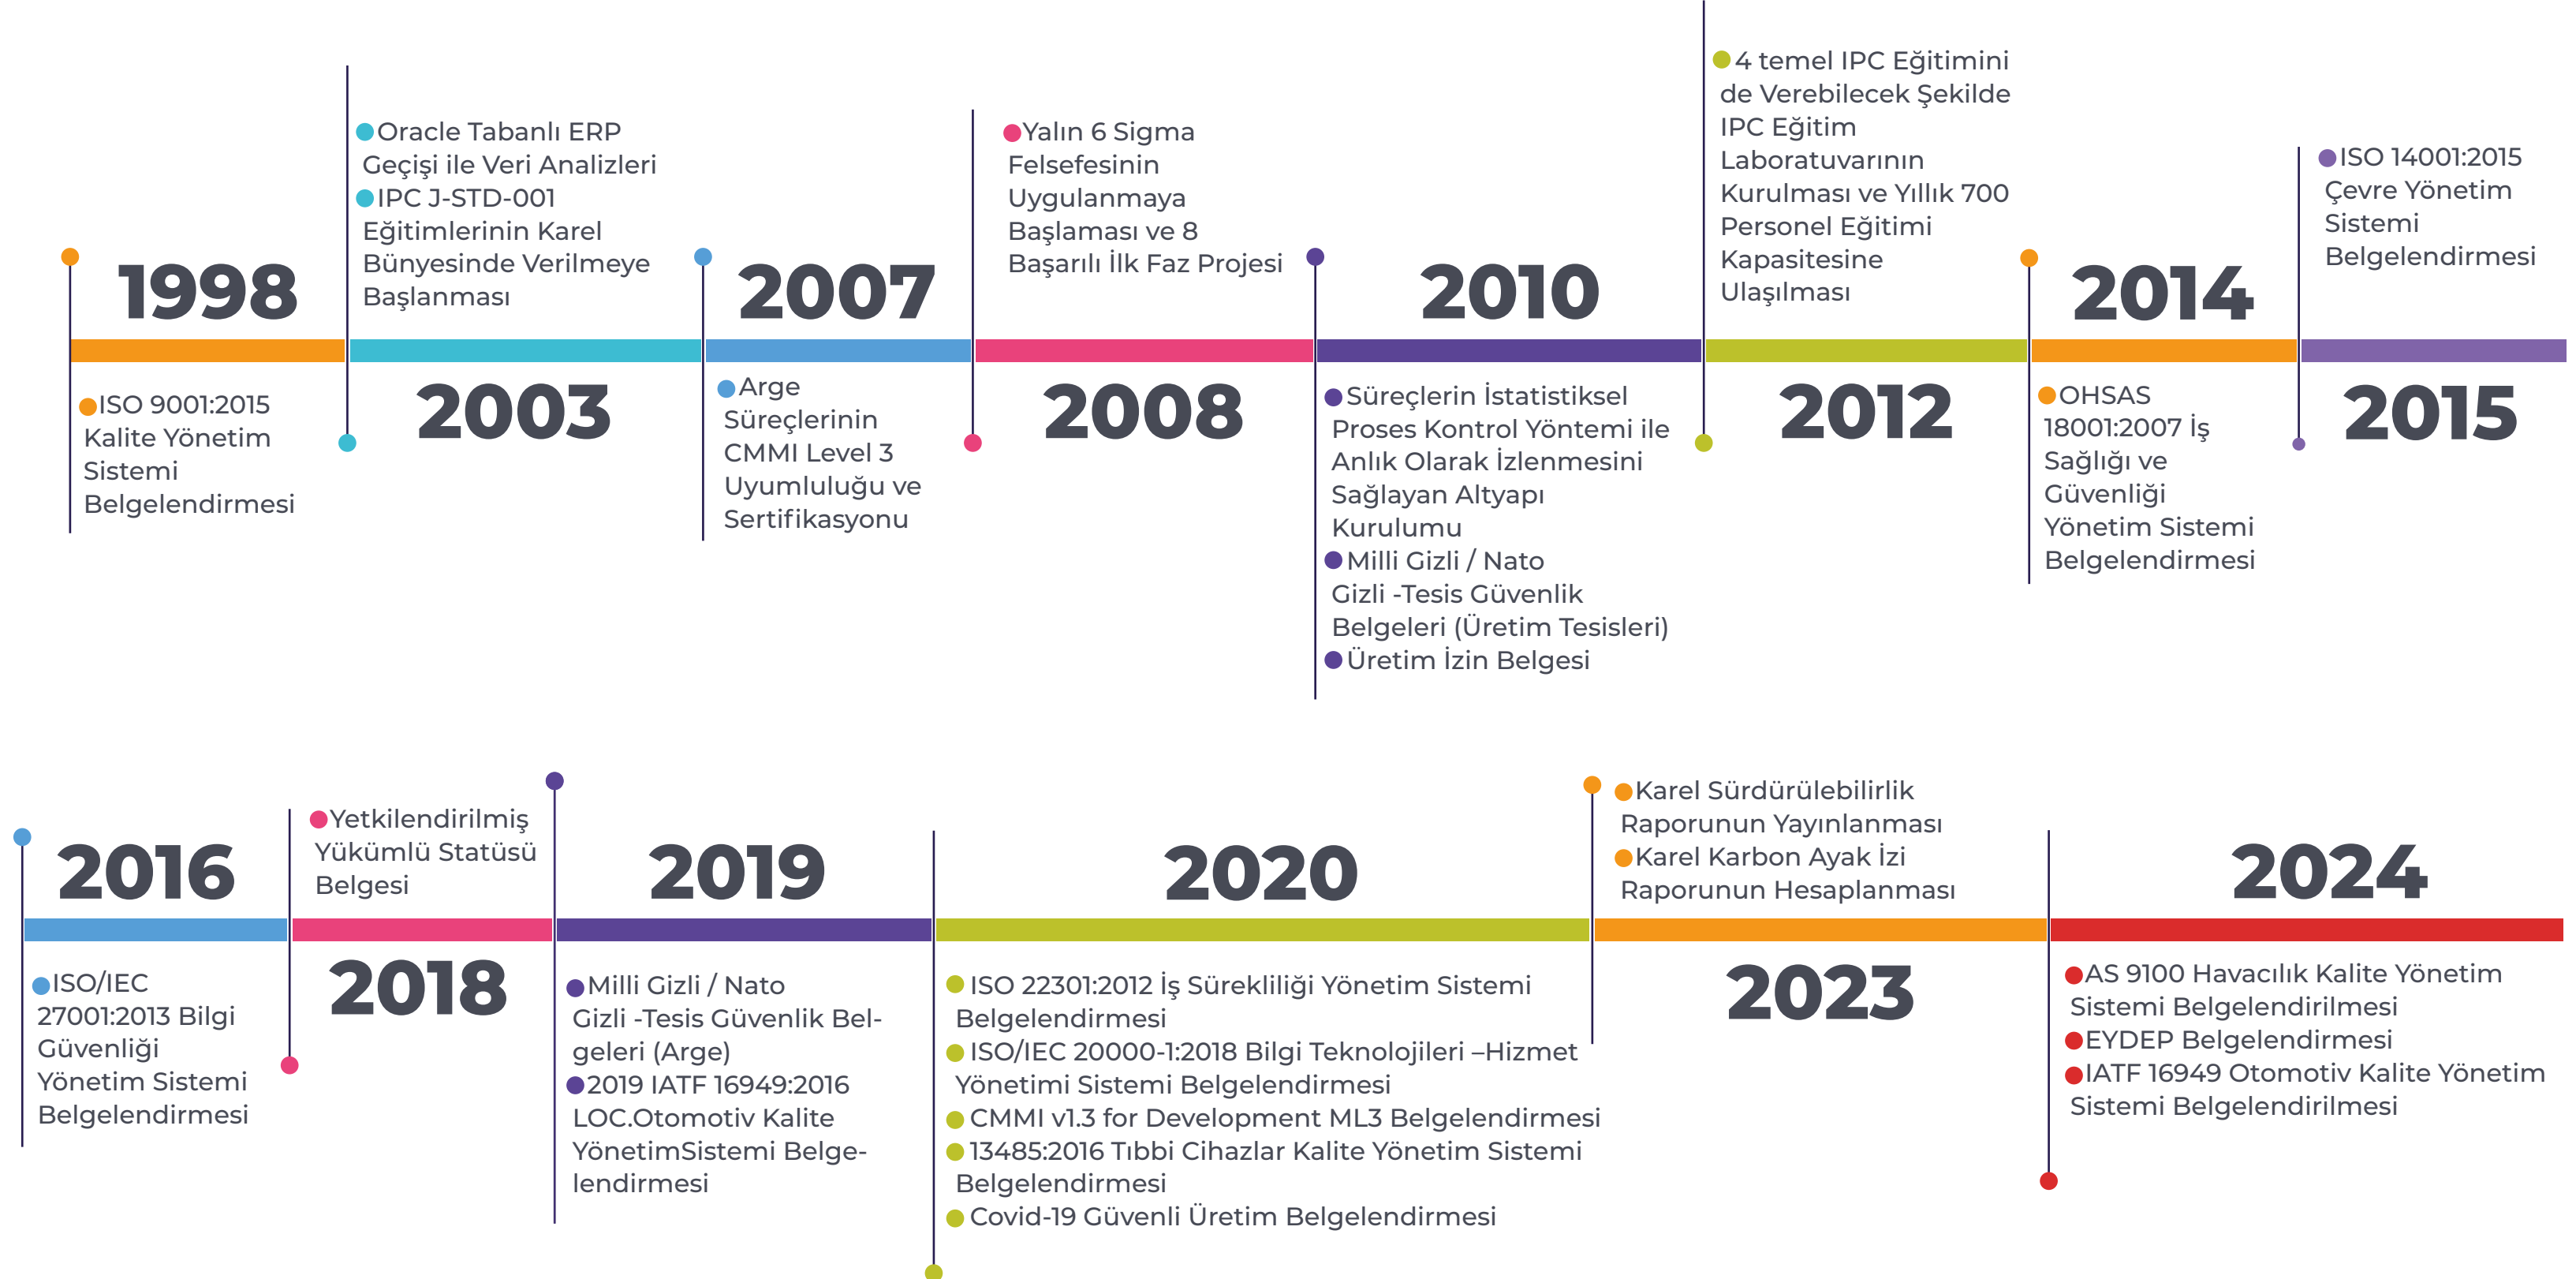 1998
ISO 9001:2015
Kalite Yönetim
Sistemi
Belgelendirmesi
Oracle Tabanlı ERP
Geçişi ile Veri Analizleri
IPC J-STD-001
Eğitimlerinin Karel
Bünyesinde Verilmeye
Başlanması
2003
2007
Arge
Süreçlerinin
CMMI Level 3
Uyumluluğu ve
Sertifikasyonu
Yalın 6 Sigma
Felsefesinin
Uygulanmaya
Başlaması ve 8
Başarılı İlk Faz Projesi
2008
2010
Süreçlerin İstatistiksel
Proses Kontrol Yöntemi ile
Anlık Olarak İzlenmesini
Sağlayan Altyapı
Kurulumu
Milli Gizli / Nato
Gizli -Tesis Güvenlik
Belgeleri (Üretim Tesisleri)
Üretim İzin Belgesi
4 temel IPC Eğitimini
de Verebilecek Şekilde
IPC Eğitim
Laboratuvarının
Kurulması ve Yıllık 700
Personel Eğitimi
Kapasitesine
Ulaşılması
2012
2014
OHSAS
18001:2007 İş
Sağlığı ve
Güvenliği
Yönetim Sistemi
Belgelendirmesi
ISO 14001:2015
Çevre Yönetim
Sistemi
Belgelendirmesi
2015
2016
ISO/IEC
27001:2013 Bilgi
Güvenliği
Yönetim Sistemi
Belgelendirmesi
Yetkilendirilmiş
Yükümlü Statüsü
Belgesi
2018
2019
Milli Gizli / Nato
Gizli -Tesis Güvenlik Bel-
geleri (Arge)
2019 IATF 16949:2016
LOC.Otomotiv Kalite
YönetimSistemi Belge-
lendirmesi
2020
ISO 22301:2012 İş Sürekliliği Yönetim Sistemi
Belgelendirmesi
ISO/IEC 20000-1:2018 Bilgi Teknolojileri –Hizmet
Yönetimi Sistemi Belgelendirmesi
CMMI v1.3 for Development ML3 Belgelendirmesi
13485:2016 Tıbbi Cihazlar Kalite Yönetim Sistemi
Belgelendirmesi
Covid-19 Güvenli Üretim Belgelendirmesi
Karel Sürdürülebilirlik
Raporunun Yayınlanması
Karel Karbon Ayak İzi
Raporunun Hesaplanması
2023
2024
AS 9100 Havacılık Kalite Yönetim
Sistemi Belgelendirilmesi
EYDEP Belgelendirmesi
IATF 16949 Otomotiv Kalite Yönetim
Sistemi Belgelendirilmesi